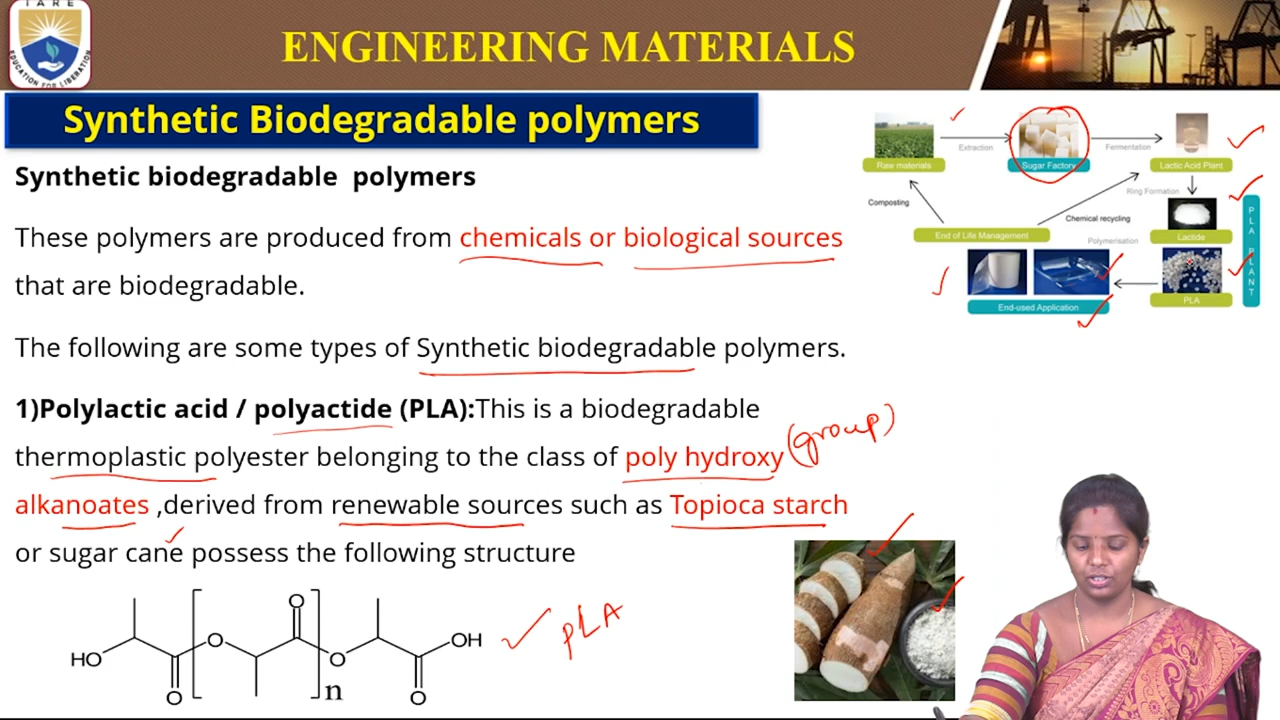 IARE
EDUCATION FOR LIBERATION
ENGINEERING MATERIALS
Synthetic Biodegradable polymers
Synthetic biodegradable polymers
These polymers are produced from chemicals or biological sources
that are biodegradable.
The following are some types of Synthetic biodegradable polymers.
1)Polylactic acid / polyactide (PLA):This is a biodegradable
thermoplastic polyester belonging to the class of poly hydroxy (group)
alkanoates ,derived from renewable sources such as Topioca starch
or sugar cane possess the following structure
HO
O
O
O
n
O
O
OH
PLA
Extraction
Fermentation
Raw materials
Sugar Factory
Lactic Acid Plant
Ring Formation
Composting
Chemical recycling
End of Life Management
Lactide
Polymerisation
PLA
End-used Application
PLA PLANT